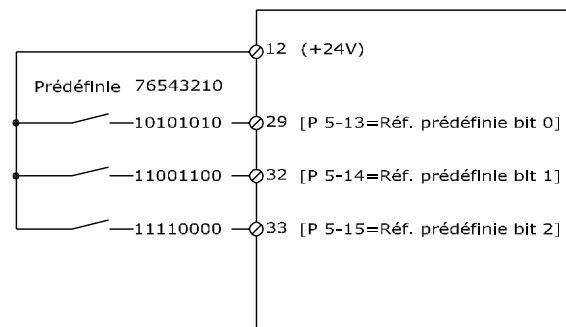 12 (+24V)
Prédéfinie 76543210
10101010 29 [P 5-13=Réf. prédéfinie bit 0]
11001100 32 [P 5-14=Réf. prédéfinie bit 1]
11110000 33 [P 5-15=Réf. prédéfinie bit 2]